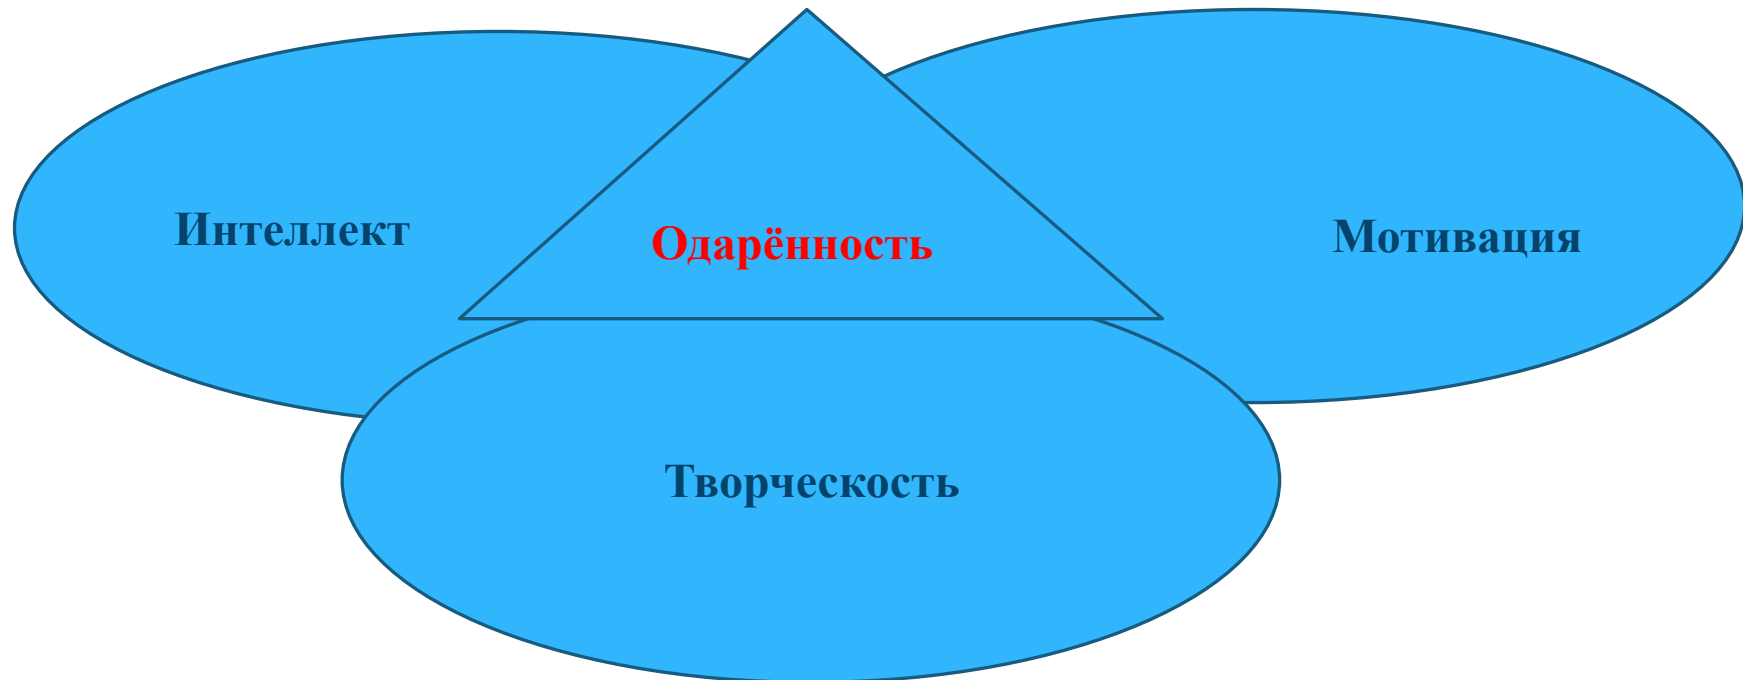 Интеллект
Одарённость
Мотивация
Творческость